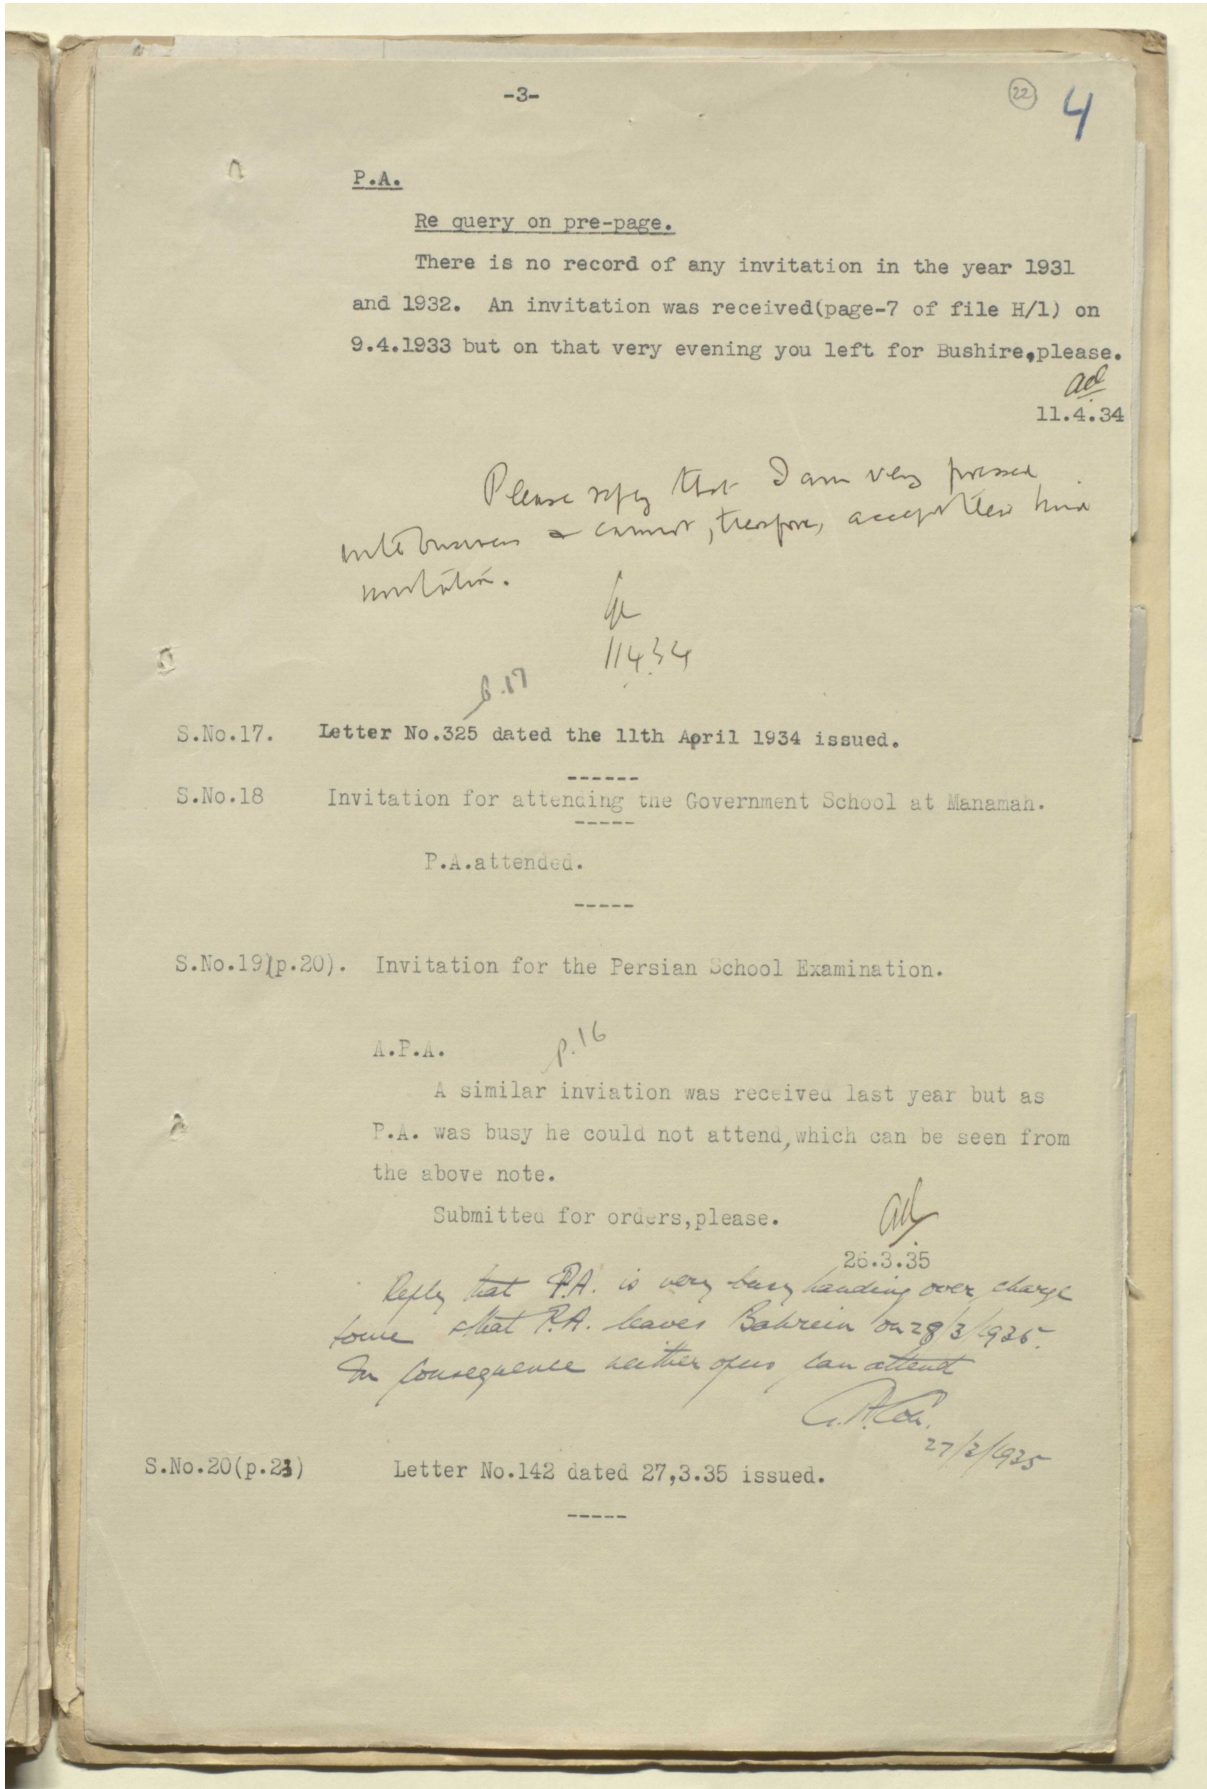 -3-
22
4
P.A.
Re query on pre-page.
There is no record of any invitation in the year 1931
and 1932. An invitation was received(page-7 of file H/1) on
9.4.1933 but on that very evening you left for Bushire,please.
11.4.34
Please reply that I am very pressed
with business & cannot, therefore, accept their kind
invitation.
11.4.34
p.17
S.No.17. Letter No.325 dated the 11th April 1934 issued.
------
S.No.18 Invitation for attending the Government School at Manamah.
-----
P.A.attended.
-----
S.No.19(p.20). Invitation for the Persian School Examination.
p.16
A.P.A.
A similar inviation was received last year but as
P.A. was busy he could not attend,which can be seen from
the above note.
Submitted for orders,please.
26.3.35
Reply that P.A. is very busy handing over charge
to me & that P.A. leaves Bahrein on 28/3/1935.
In consequence neither of us can attend
27/3/1935
S.No.20(p.21) Letter No.142 dated 27,3.35 issued.
-----